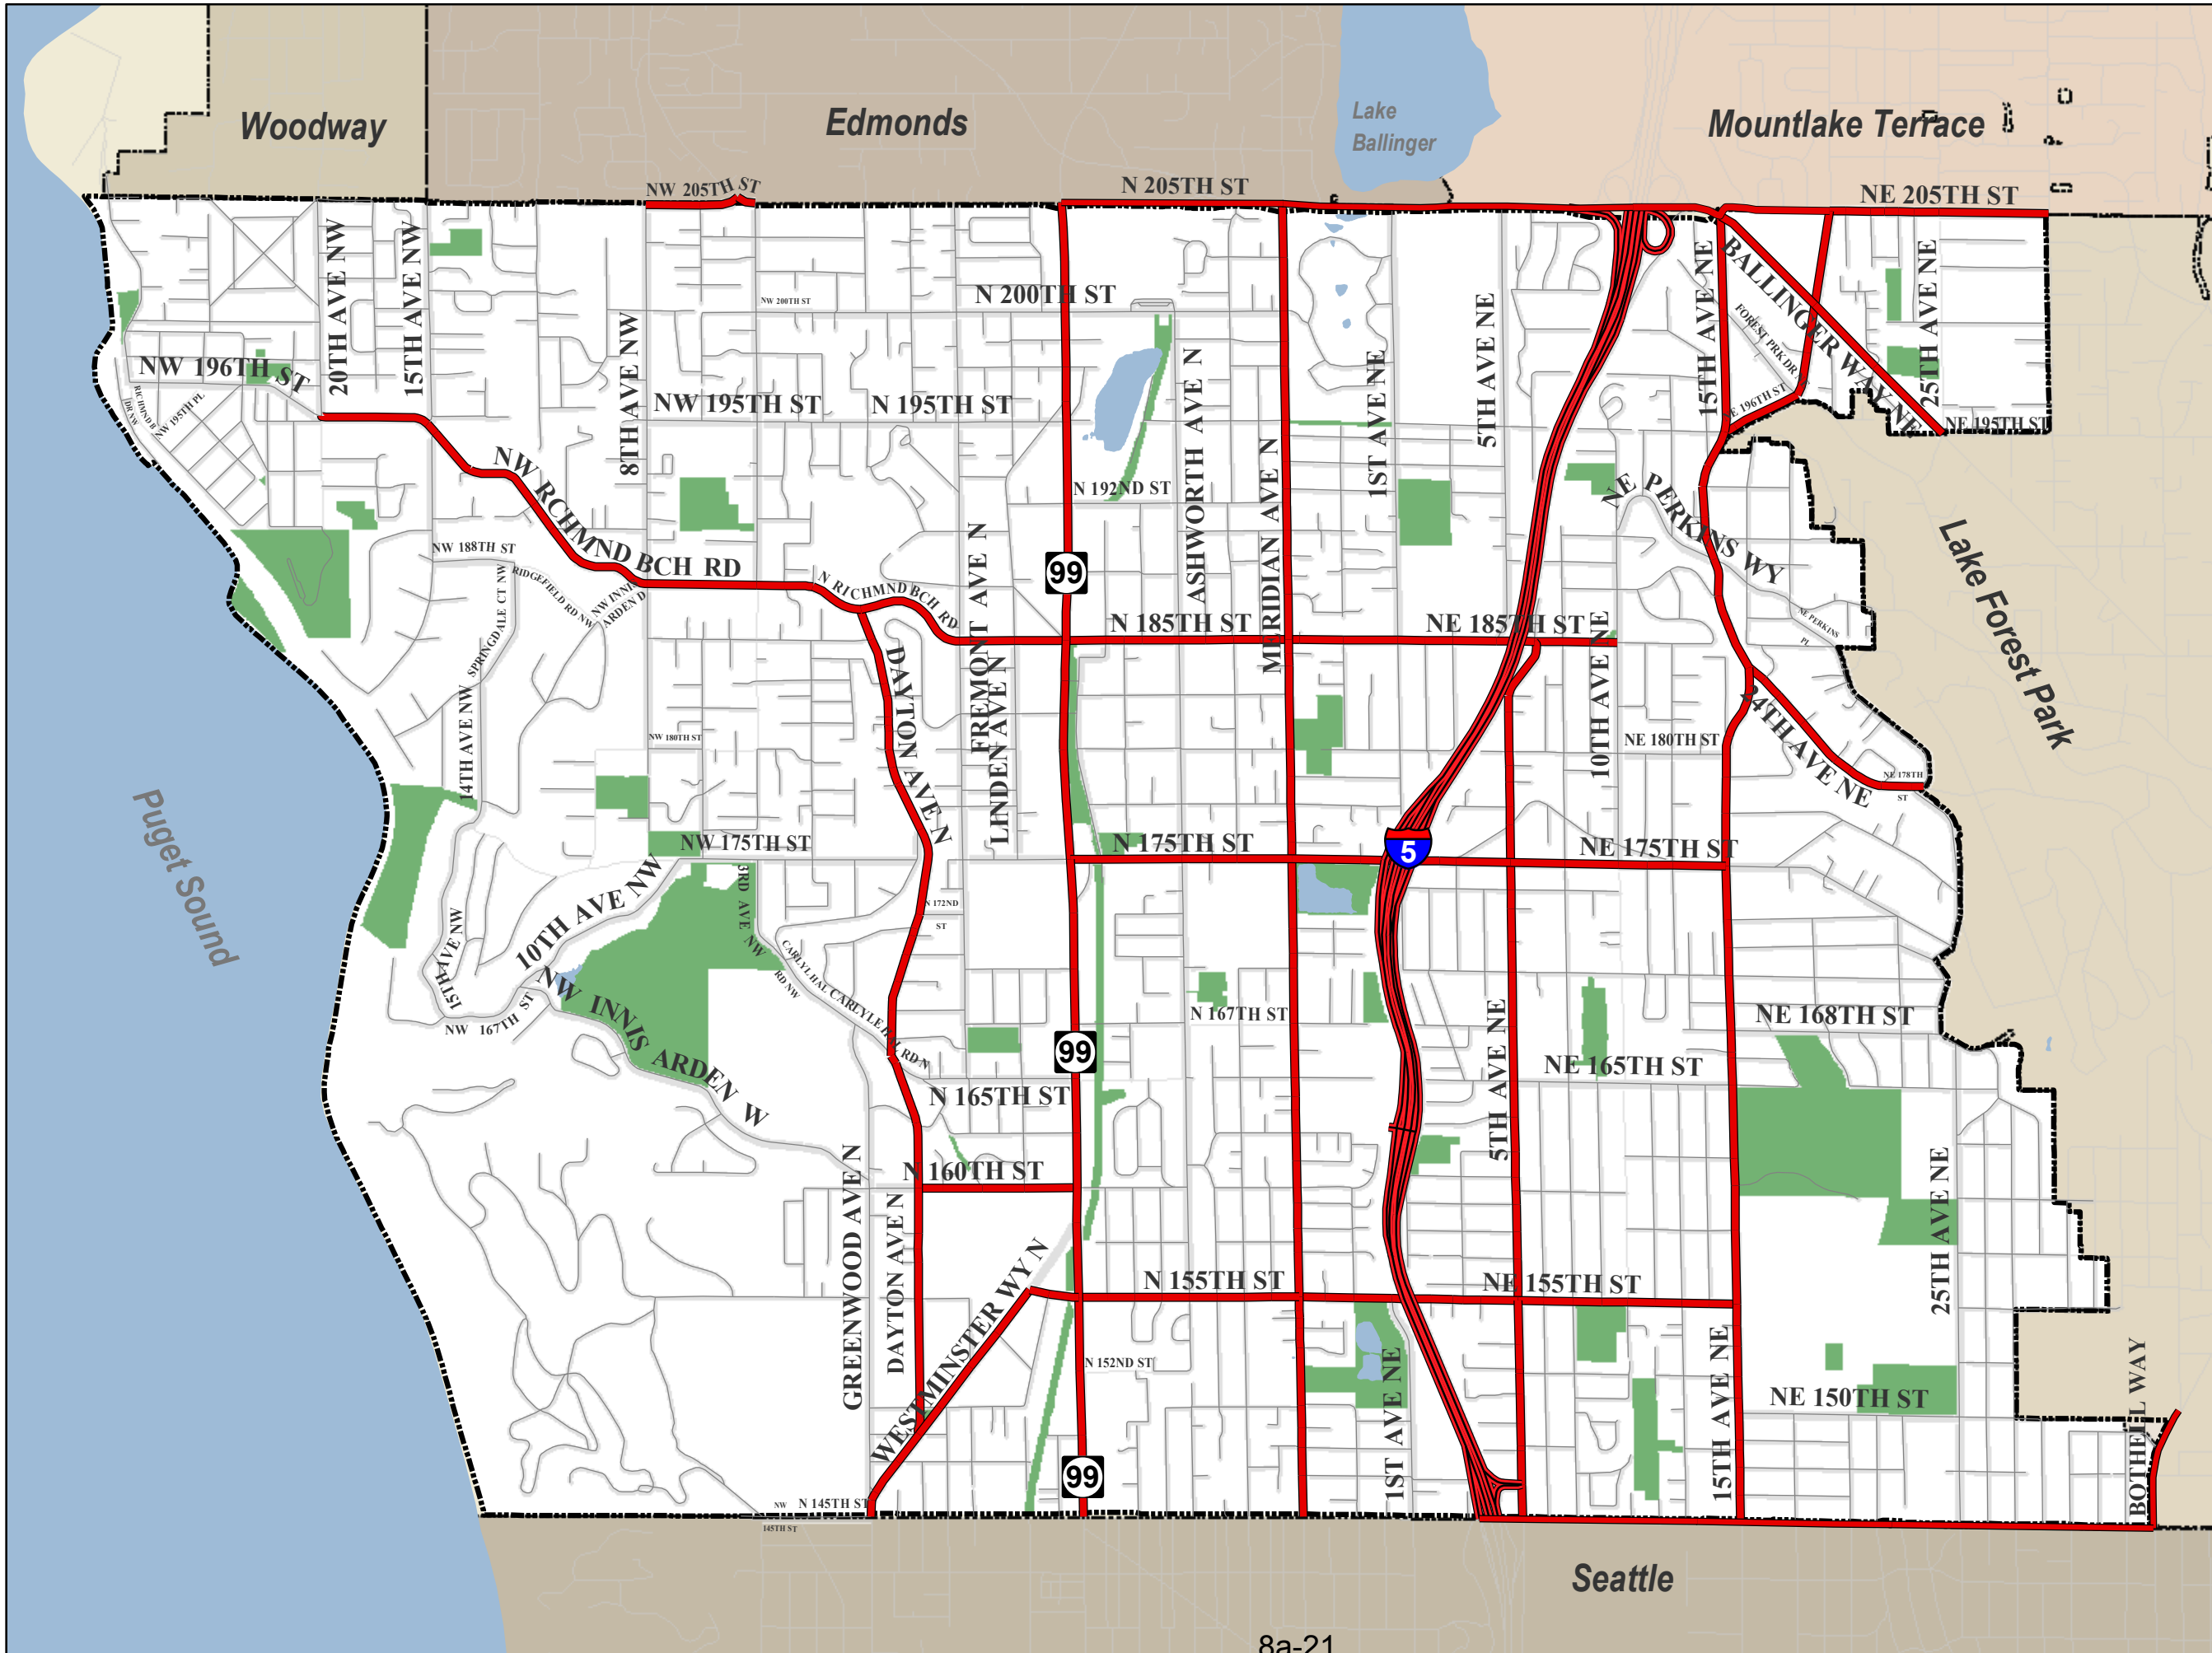 Woodway
Edmonds
Lake
Ballinger
Mountlake Terrace
NW 205TH ST
N 205TH ST
NE 205TH ST
20TH AVE NW
15TH AVE NW
8TH AVE NW
NW 200TH ST
N 200TH ST
5TH AVE NE
15TH AVE NE
BALLINGER WAY NE
FOREST PRK DR
25TH AVE NE
NW 196TH ST
RICHMND B
DR NW
NW 195TH PL
NW 195TH ST
N 195TH ST
ASHWORTH AVE N
MERIDIAN AVE N
1ST AVE NE
NE 196TH ST
NE 195TH ST
N 192ND ST
NW RCHMND BCH RD
N RICHMND BCH RD
NE PERKINS WY
NE PERKINS
PL
Lake Forest Park
NW 188TH ST
RIDGEFIELD RD NW
SPRINGDALE CT NW
NW INNIS
ARDEN D
99
FREMONT AVE N
LINDEN AVE N
N 185TH ST
NE 185TH ST
10TH AVE NE
DAYTON AVE N
14TH AVE NW
NW 180TH ST
NE 180TH ST
24TH AVE NE
NE 178TH
ST
Puget Sound
NW 175TH ST
N 175TH ST
5
NE 175TH ST
10TH AVE NW
3RD AVE NW
N 172ND
ST
15TH AVE NW
NW 167TH ST
CARLYLE HAL RD N
CARLYL HAL
RD NW
NW INNIS ARDEN W
N 167TH ST
NE 168TH ST
99
5TH AVE NE
NE 165TH ST
N 165TH ST
N 160TH ST
GREENWOOD AVE N
DAYTON AVE N
WESTMINSTER WY N
N 155TH ST
NE 155TH ST
25TH AVE NE
N 152ND ST
1ST AVE NE
15TH AVE NE
NE 150TH ST
BOTHELL WAY
99
NW
145TH ST
N 145TH ST
Seattle
8a-21